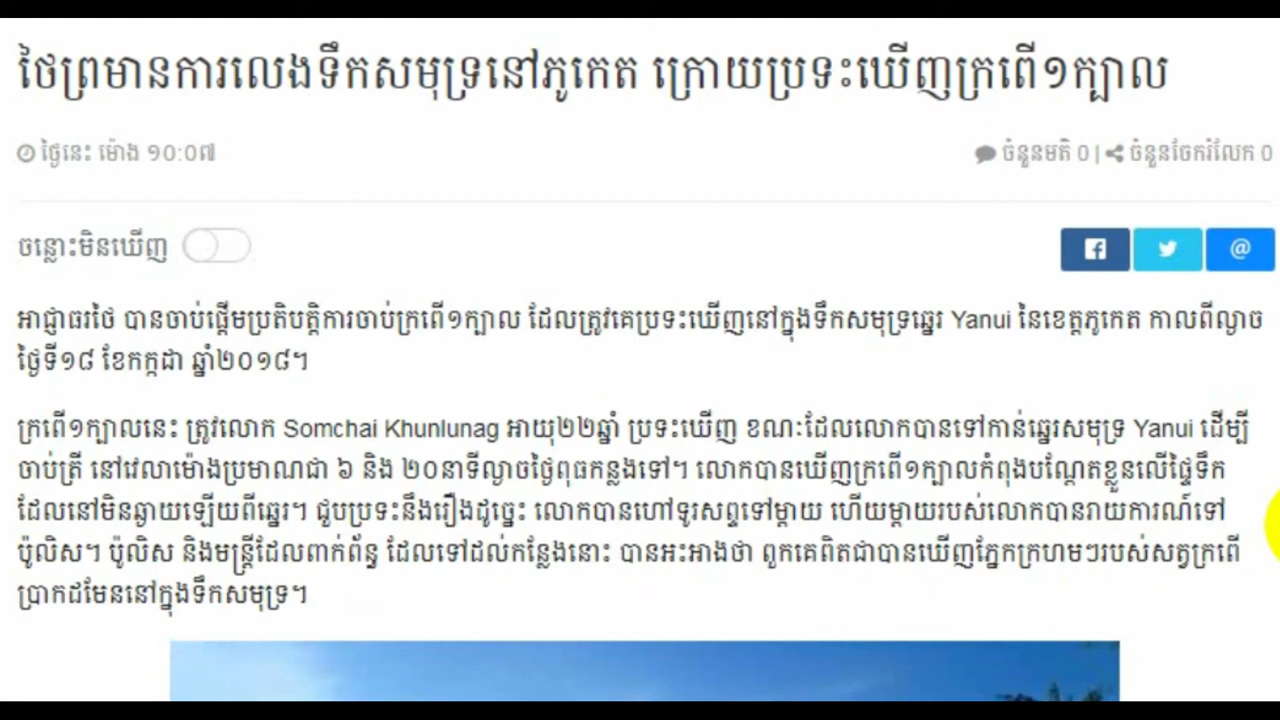 ថៃព្រមានការលេងទឹកសមុទ្រនៅភូកេត ក្រោយប្រទះឃើញក្រពើ១ក្បាល
ថ្ងៃនេះ ម៉ោង ១០:០៧
ចំនួនមតិ 0 | ចំនួនចែករំលែក 0
ចន្លោះមិនឃើញ
@
អាជ្ញាធរថៃ បានចាប់ផ្តើមប្រតិបត្តិការចាប់ក្រពើ១ក្បាល ដែលត្រូវគេប្រទះឃើញនៅក្នុងទឹកសមុទ្រឆ្នេរ Yanui នៃខេត្តភូកេត កាលពីល្ងាច
ថ្ងៃទី១៨ ខែកក្កដា ឆ្នាំ២០១៨។
ក្រពើ១ក្បាលនេះ ត្រូវលោក Somchai Khunlunag អាយុ២២ឆ្នាំ ប្រទះឃើញ ខណៈដែលលោកបានទៅកាន់ឆ្នេរសមុទ្រ Yanui ដើម្បី
ចាប់ត្រី នៅវេលាម៉ោងប្រមាណជា ៦ និង ២០នាទីល្ងាចថ្ងៃពុធកន្លងទៅ។ លោកបានឃើញក្រពើ១ក្បាលកំពុងបណ្តែតខ្លួនលើផ្ទៃទឹក
ដែលនៅមិនឆ្ងាយឡើយពីឆ្នេរ។ ជួបប្រទះនឹងរឿងដូច្នេះ លោកបានហៅទូរសព្ទទៅម្តាយ ហើយម្តាយរបស់លោកបានរាយការណ៍ទៅ
ប៉ូលិស។ ប៉ូលិស និងមន្ត្រីដែលពាក់ព័ន្ធ ដែលទៅដល់កន្លែងនោះ បានអះអាងថា ពួកគេពិតជាបានឃើញភ្នែកក្រហមៗរបស់សត្វក្រពើ
ប្រាកដមែននៅក្នុងទឹកសមុទ្រ។